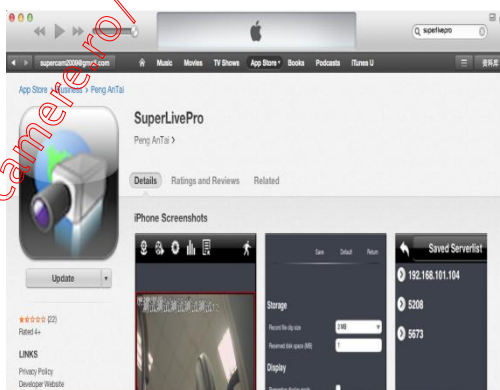 superlivepro
supercam2009@gmail.com
Music Movies TV Shows App Store Books Podcasts iTunes U
App Store > Business > Peng AnTai
camere.ro/
SuperLivePro
Peng AnTai >
Details Ratings and Reviews Related
iPhone Screenshots
Update
(22)
Rated 4+
LINKS
Privacy Policy
Developer Website
Save Default Return
Storage
Record file clip size 2 MB
Reserved disk space (MB) 1
Display
Saved Serverlist
192.168.101.104
5208
5673